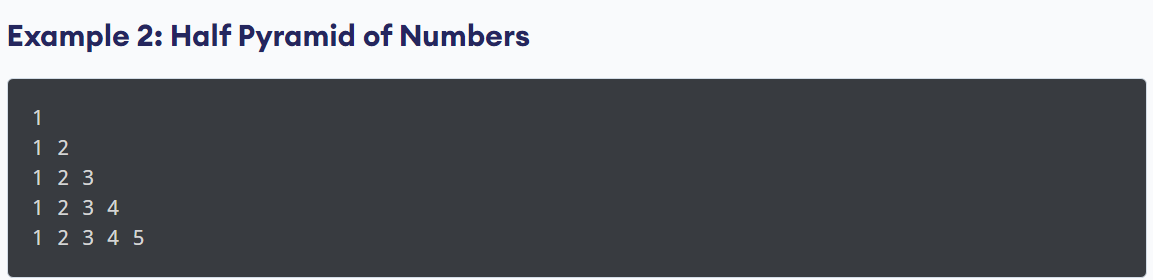 Example 2: Half Pyramid of Numbers
1
1 2
1 2 3
1 2 3 4
1 2 3 4 5